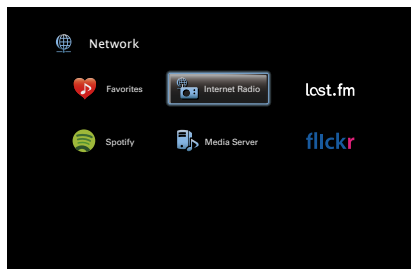 Network
Favorites
Internet Radio
last.fm
Spotify
Media Server
flickr